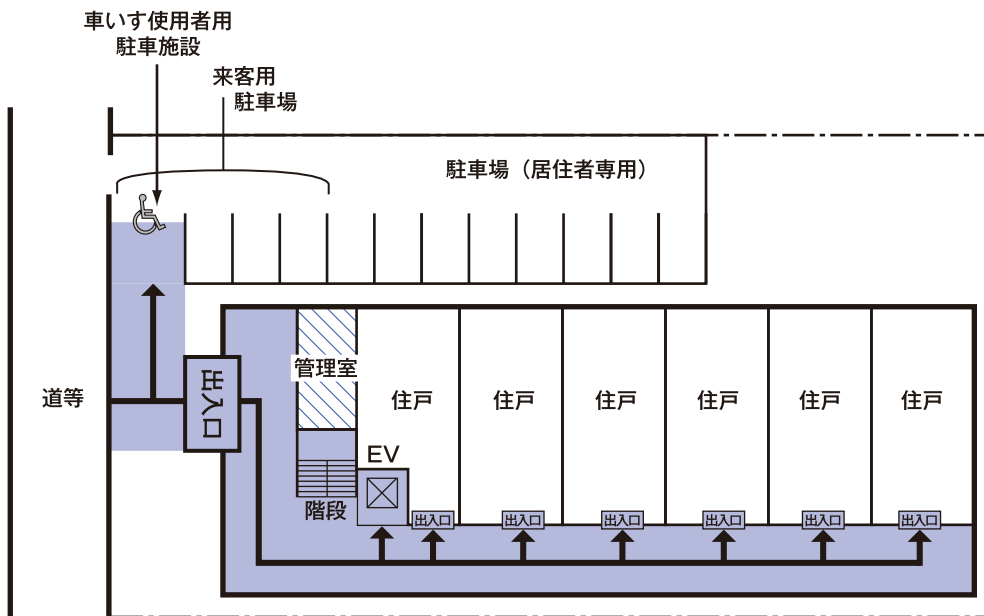 車いす使用者用
駐車施設
来客用
駐車場
駐車場（居住者専用）
道等
出入口
管理室
住戸
住戸
住戸
住戸
住戸
住戸
EV
階段
出入口
出入口
出入口
出入口
出入口
出入口